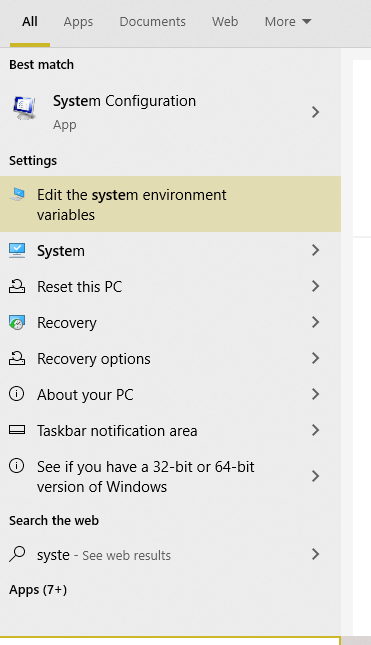 All Apps Documents Web More
Best match
System Configuration
App
Settings
Edit the system environment
variables
System
Reset this PC
Recovery
Recovery options
About your PC
Taskbar notification area
See if you have a 32-bit or 64-bit
version of Windows
Search the web
syste - See web results
Apps (7+)